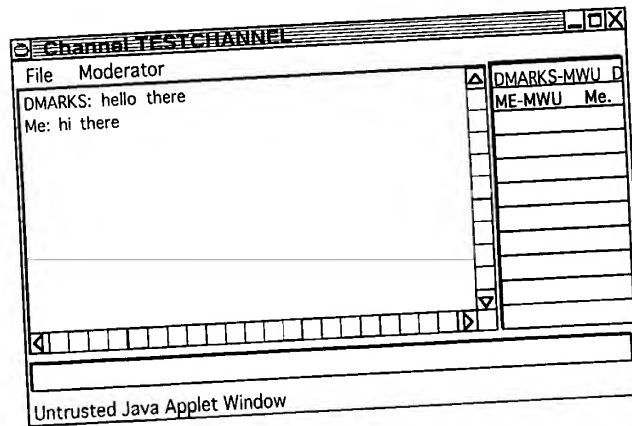 Channel TESTCHANNEL
File Moderator
DMARKS: hello there
Me: hi there
DMARKS-MWU D
ME-MWU Me.
Untrusted Java Applet Window